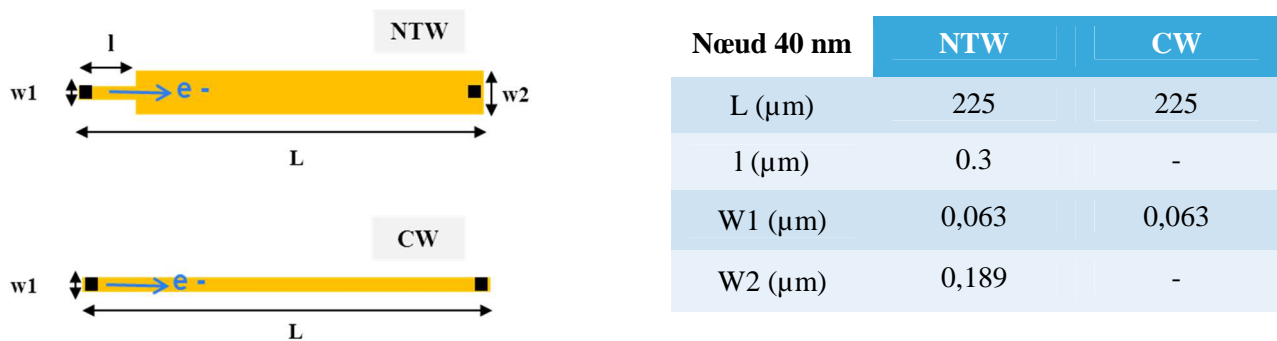 NTW
l
w1
e -
w2
L
CW
w1
e -
L
Nœud 40 nm NTW CW
L (µm) 225 225
l (µm) 0.3 -
W1 (µm) 0,063 0,063
W2 (µm) 0,189 -